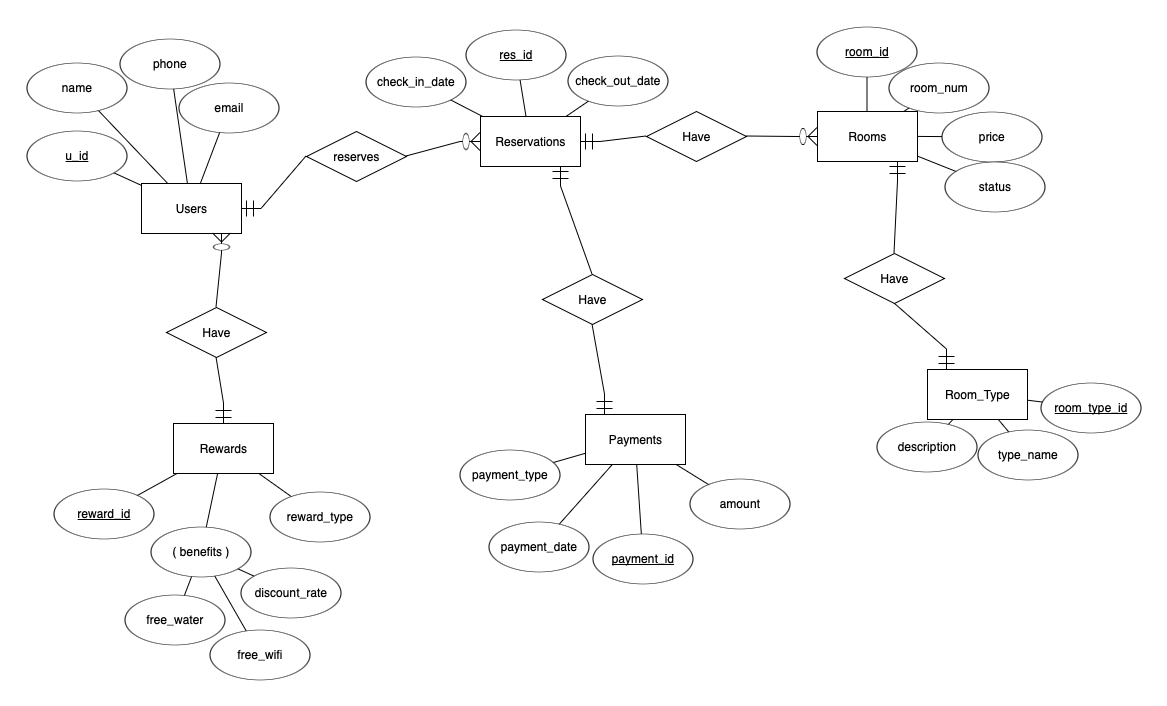 phone
name
email
u_id
Users
reserves
check_in_date
res_id
check_out_date
Reservations
Have
room_id
room_num
Rooms
price
status
Have
Room_Type
room_type_id
description
type_name
Have
Payments
payment_type
amount
payment_date
payment_id
Have
Rewards
reward_id
reward_type
( benefits )
discount_rate
free_water
free_wifi